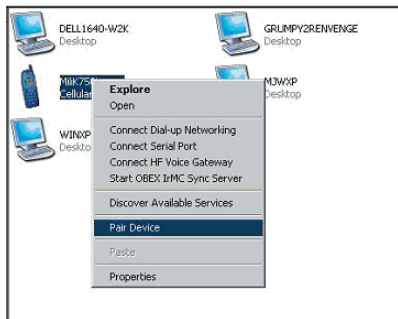 DELL1640-W2K
Desktop
GRUMPY2RENVENGE
Desktop
Cellular
MJWXP
Desktop
WINXP
Deskto
Explore
Open
Connect Dial-up Networking
Connect Serial Port
Connect HF Voice Gateway
Start OBEX IrMC Sync Server
Discover Available Services
Pair Device
Paste
Properties